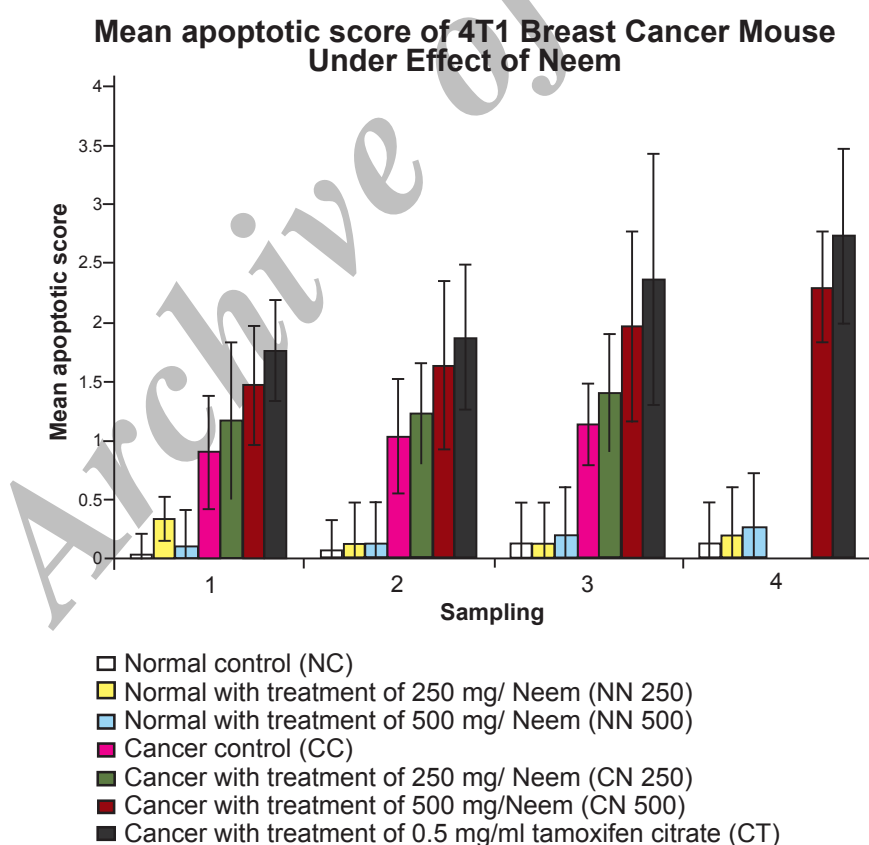 Mean apoptotic score of 4T1 Breast Cancer Mouse
Under Effect of Neem
Archive of
Mean apoptotic score
4
3.5
3
2.5
2
1.5
1
0.5
0
1 2 3 4
Sampling
Normal control (NC)
Normal with treatment of 250 mg/ Neem (NN 250)
Normal with treatment of 500 mg/ Neem (NN 500)
Cancer control (CC)
Cancer with treatment of 250 mg/ Neem (CN 250)
Cancer with treatment of 500 mg/Neem (CN 500)
Cancer with treatment of 0.5 mg/ml tamoxifen citrate (CT)